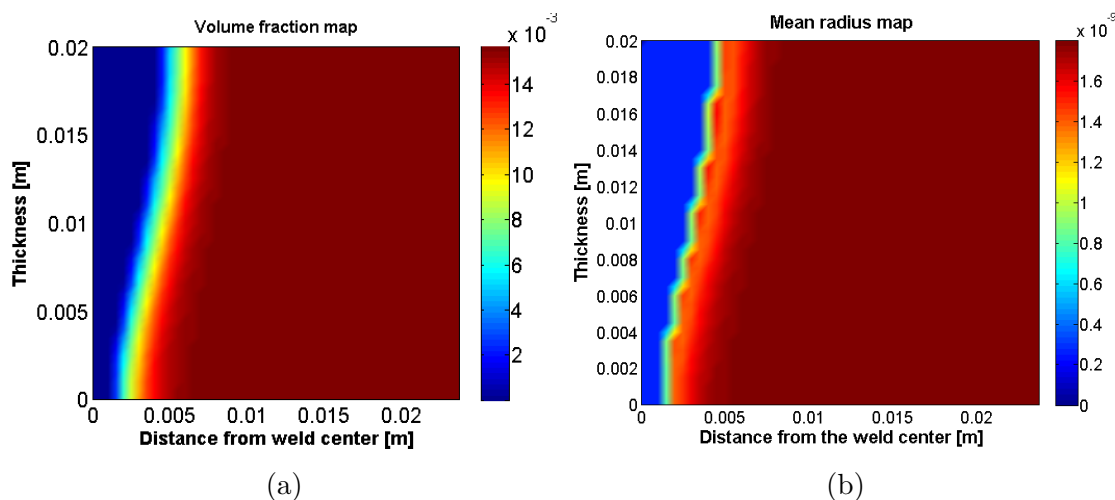 Volume fraction map
x 10 -3
0.02
0.015
0.01
0.005
0
0 0.005 0.01 0.015 0.02
14
12
10
8
6
4
2
Thickness [m]
Distance from weld center [m]
(a)
Mean radius map
x 10 -9
0.02
0.018
0.016
0.014
0.012
0.01
0.008
0.006
0.004
0.002
0
0 0.005 0.01 0.015 0.02
1.6
1.4
1.2
1
0.8
0.6
0.4
0.2
0
Thickness [m]
Distance from the weld center [m]
(b)